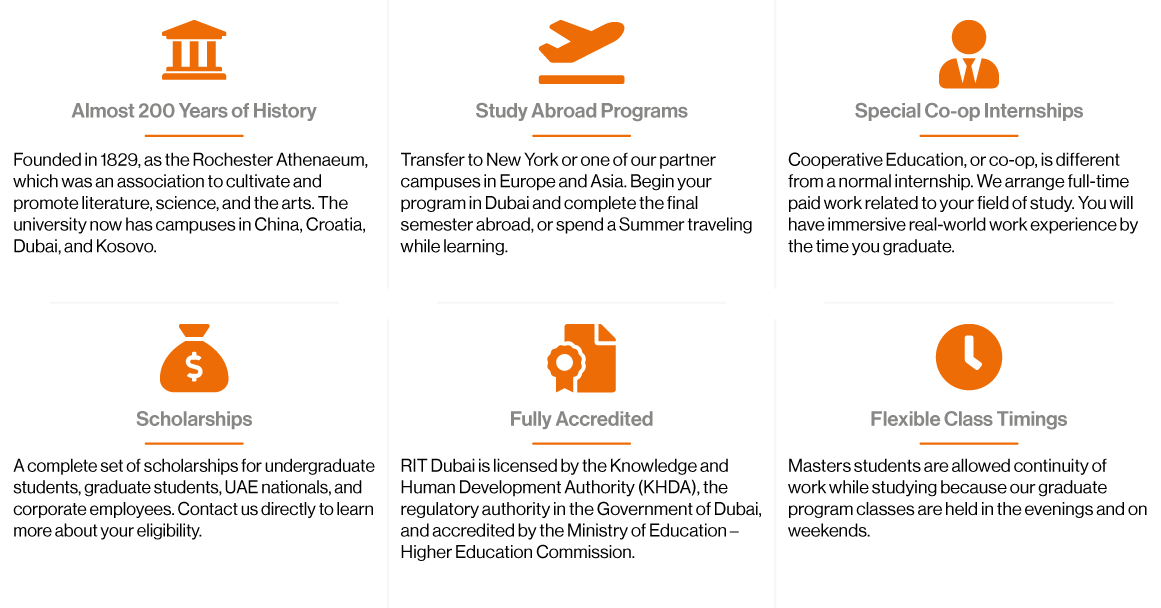 Almost 200 Years of History
Founded in 1829, as the Rochester Athenaeum,
which was an association to cultivate and
promote literature, science, and the arts. The
university now has campuses in China, Croatia,
Dubai, and Kosovo.
Study Abroad Programs
Transfer to New York or one of our partner
campuses in Europe and Asia. Begin your
program in Dubai and complete the final
semester abroad, or spend a Summer traveling
while learning.
Special Co-op Internships
Cooperative Education, or co-op, is different
from a normal internship. We arrange full-time
paid work related to your field of study. You will
have immersive real-world work experience by
the time you graduate.
$
Scholarships
A complete set of scholarships for undergraduate
students, graduate students, UAE nationals, and
corporate employees. Contact us directly to learn
more about your eligibility.
Fully Accredited
RIT Dubai is licensed by the Knowledge and
Human Development Authority (KHDA), the
regulatory authority in the Government of Dubai,
and accredited by the Ministry of Education –
Higher Education Commission.
Flexible Class Timings
Masters students are allowed continuity of
work while studying because our graduate
program classes are held in the evenings and on
weekends.